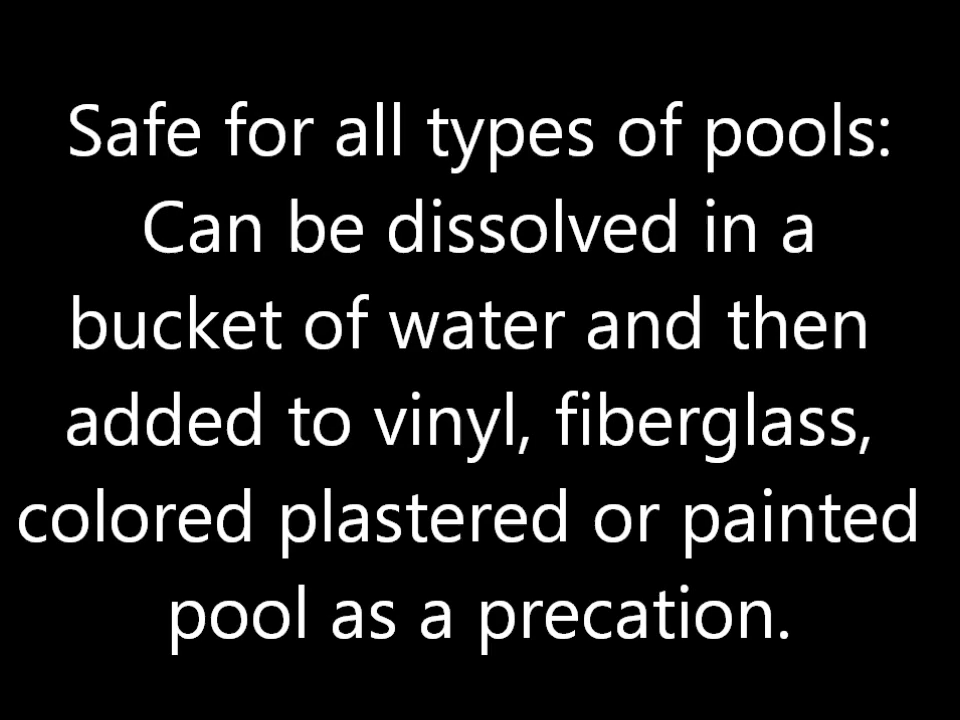 Safe for all types of pools:
Can be dissolved in a
bucket of water and then
added to vinyl, fiberglass,
colored plastered or painted
pool as a precation.